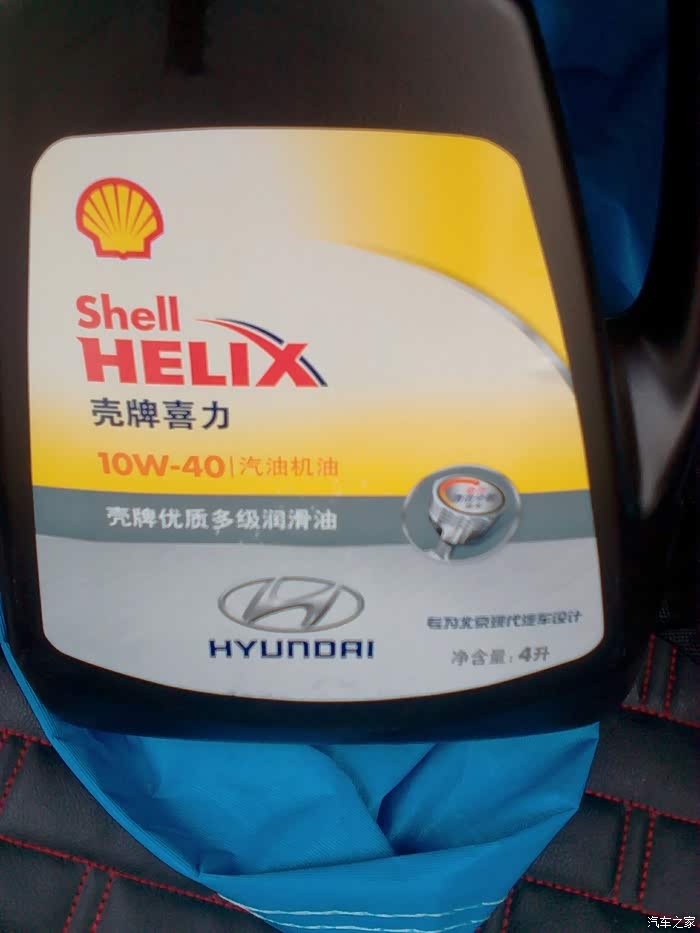 Shell
HELIX
壳牌喜力
10W-40|汽油机油
壳牌优质多级润滑油
HYUNDAI
专为北京现代汽车设计
净含量:4升
汽车之家